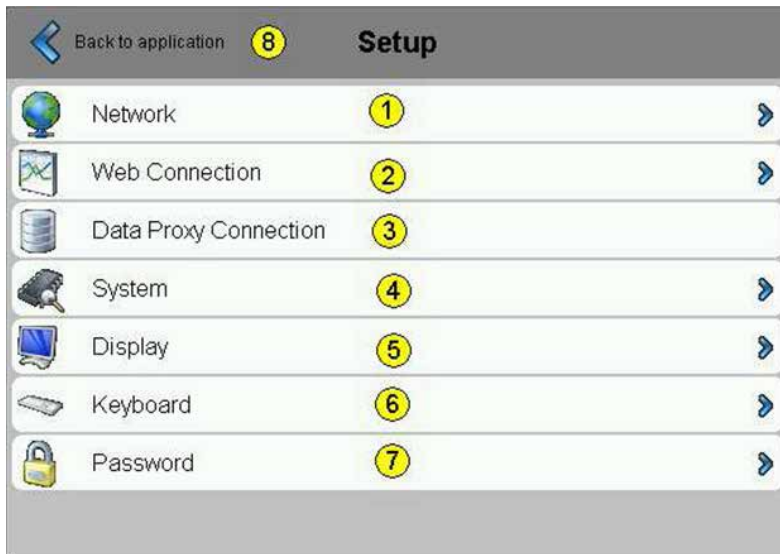 Back to application 8 Setup
Network 1
Web Connection 2
Data Proxy Connection 3
System 4
Display 5
Keyboard 6
Password 7